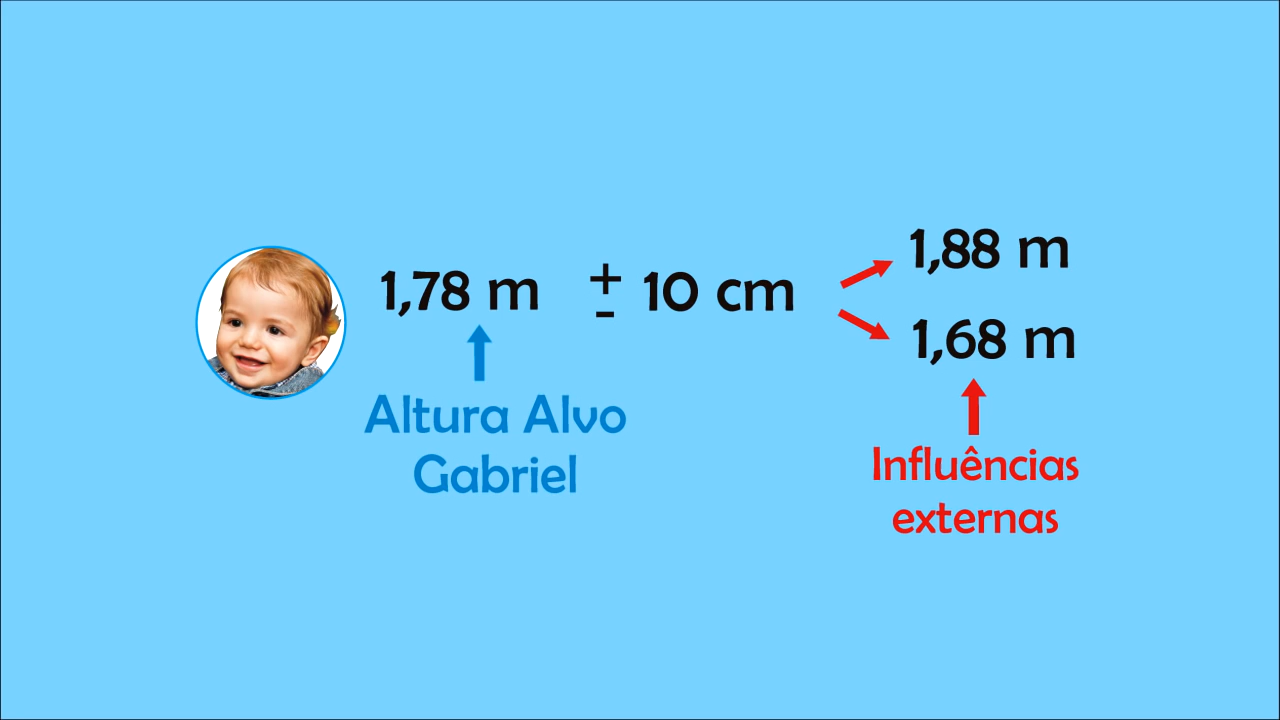 1,78 m + - 10 cm
1,88 m
1,68 m
Altura Alvo
Gabriel
Influências
externas